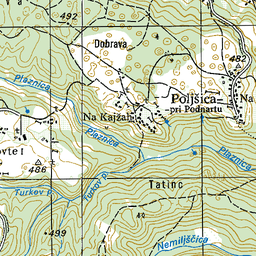 492
Dobrava
482
Plaznica
Poljšica
pri Podnartu
Na
Na Kajžah
Plaznica
Plaznica
486
Turkov p.
Turkov p.
Tatinc
Nemiljščica
499